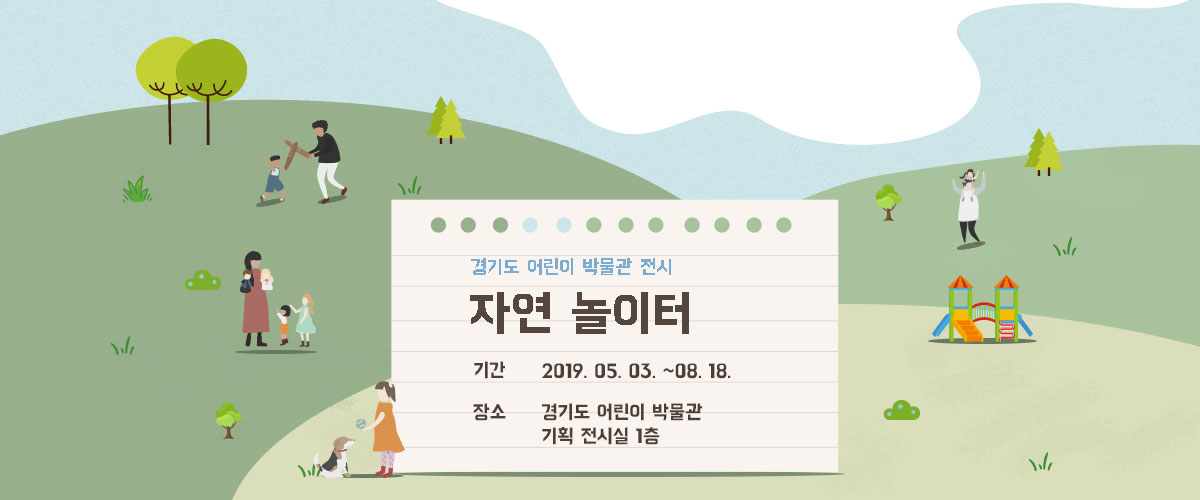 경기도 어린이 박물관 전시
자연 놀이터
기간 2019. 05. 03. ~08. 18.
장소 경기도 어린이 박물관
기획 전시실 1층